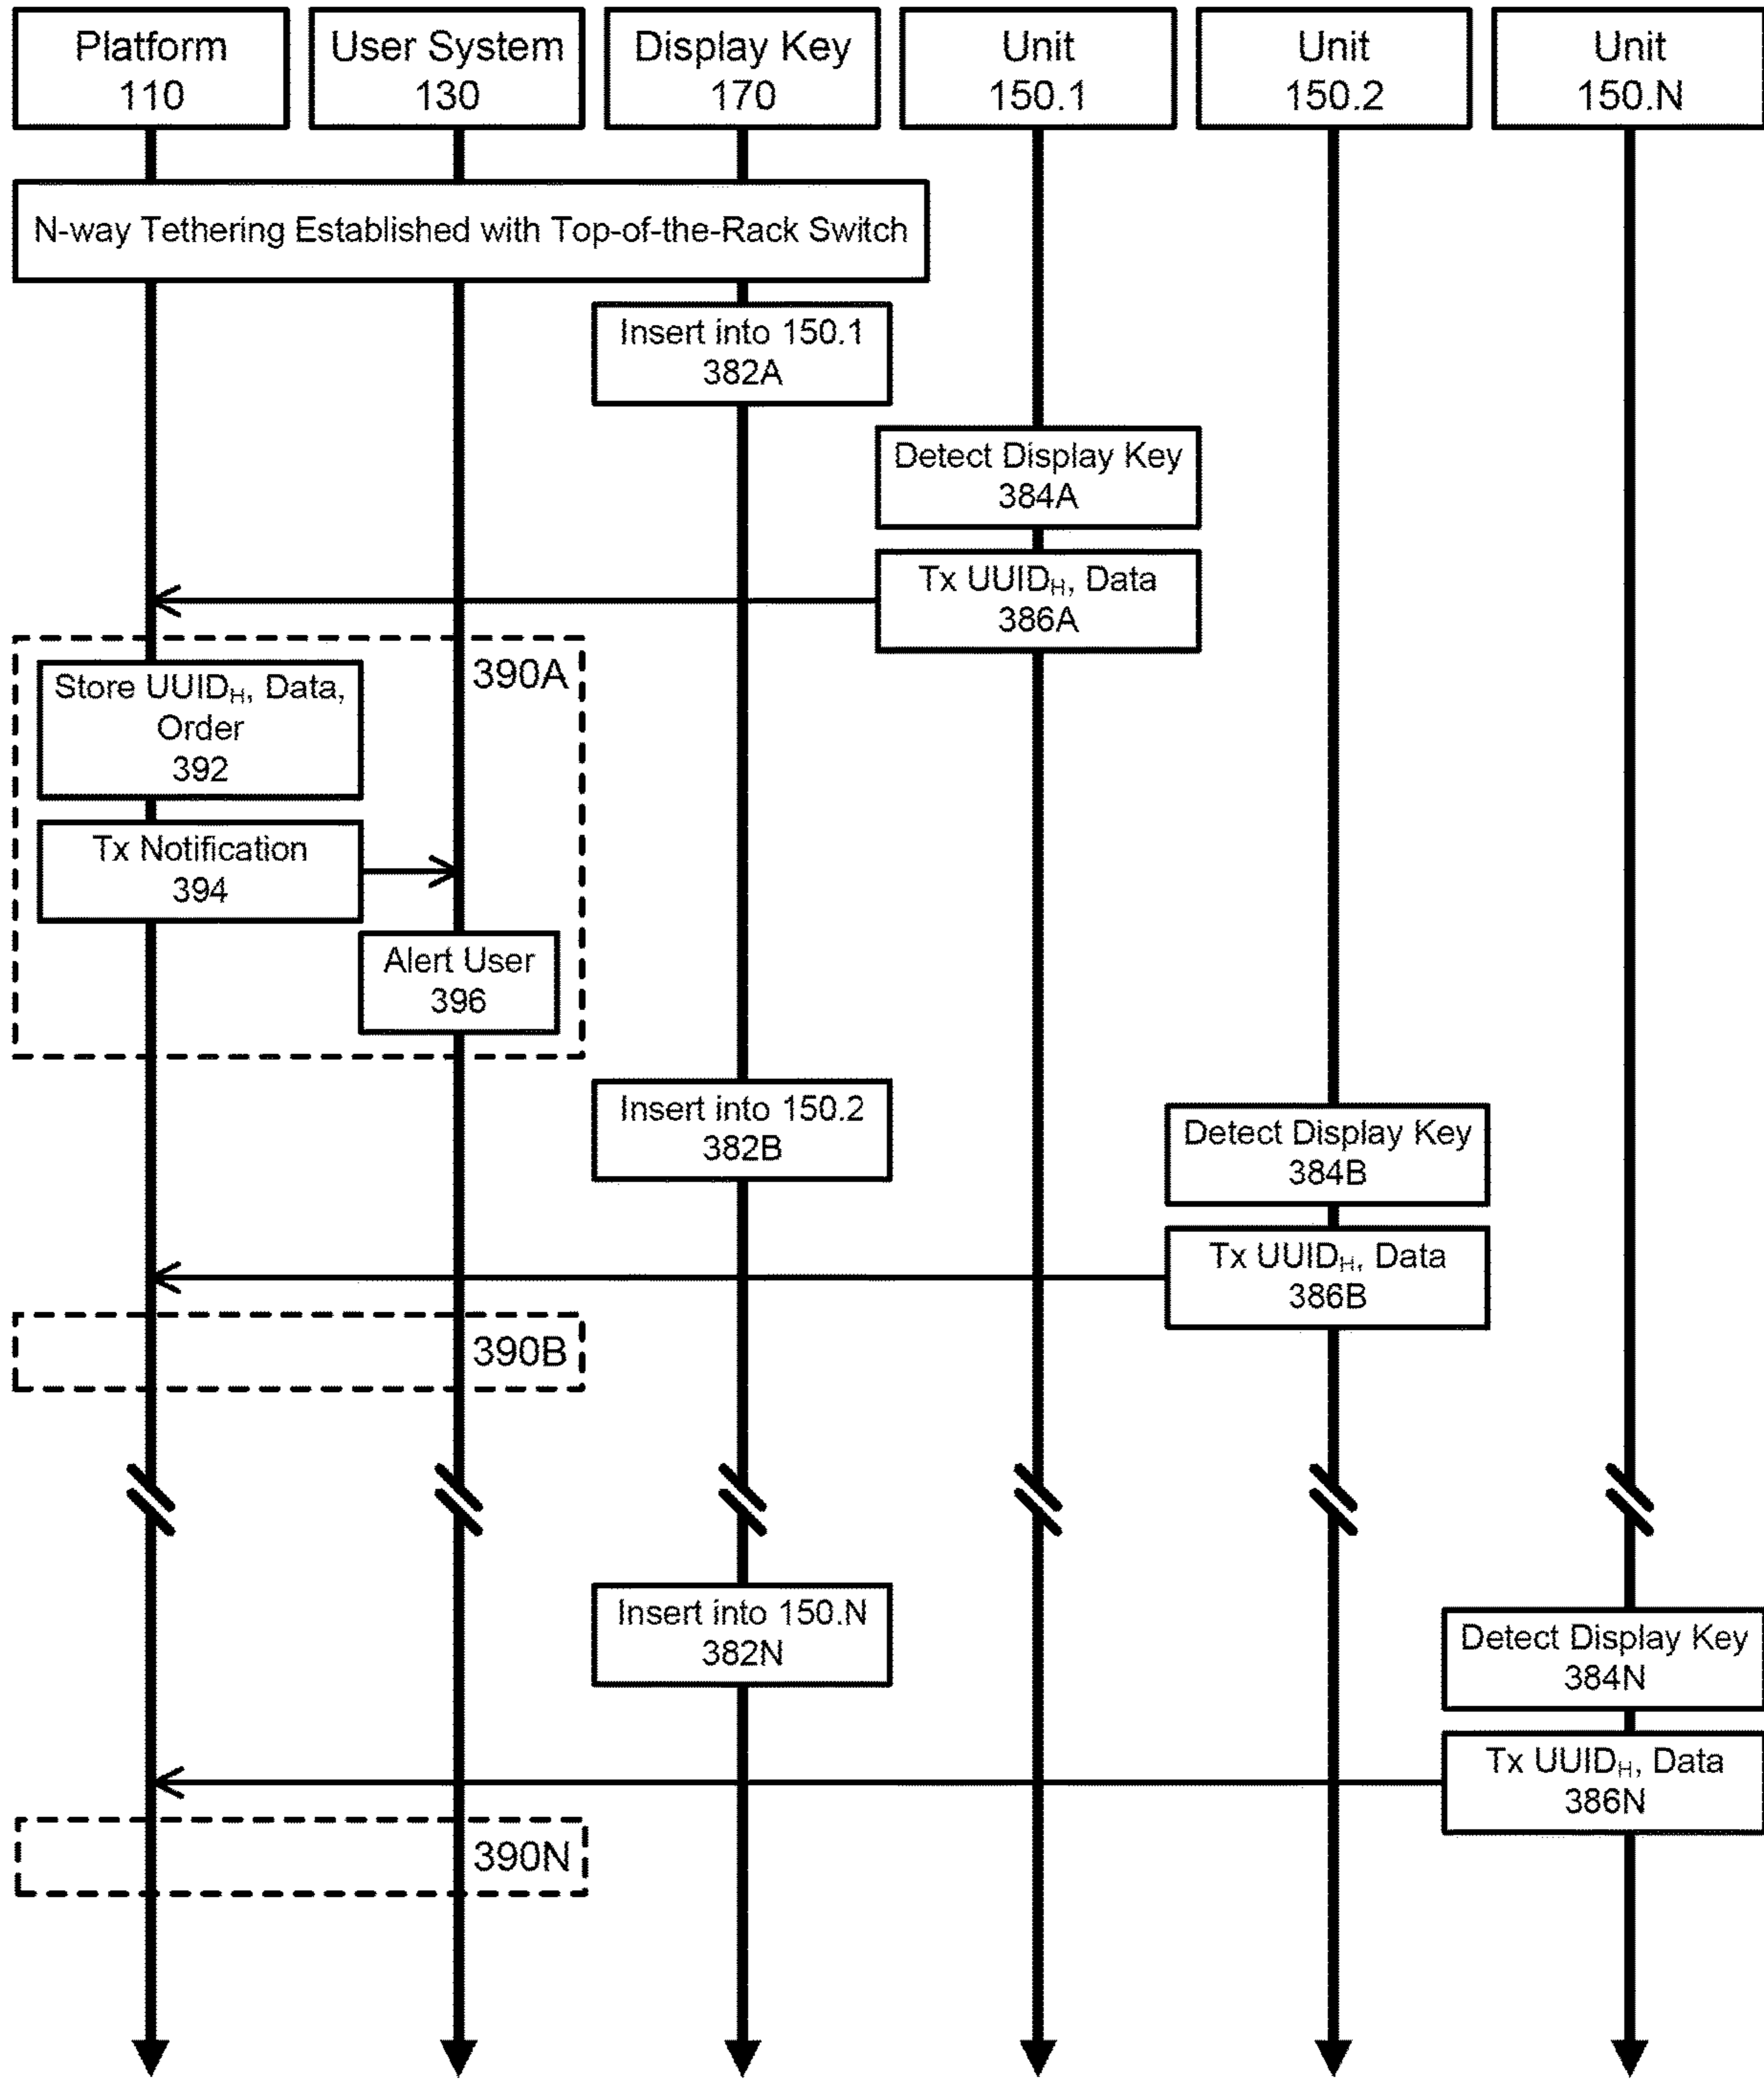 Platform
110
User System
130
Display Key
170
Unit
150.1
Unit
150.2
Unit
150.N
N-way Tethering Established with Top-of-the-Rack Switch
Insert into 150.1
382A
Detect Display Key
384A
Tx UUIDH, Data
386A
390A
Store UUIDH, Data,
Order
392
Tx Notification
394
Alert User
396
Insert into 150.2
382B
Detect Display Key
384B
Tx UUIDH, Data
386B
390B
Insert into 150.N
382N
Detect Display Key
384N
Tx UUIDH, Data
386N
390N